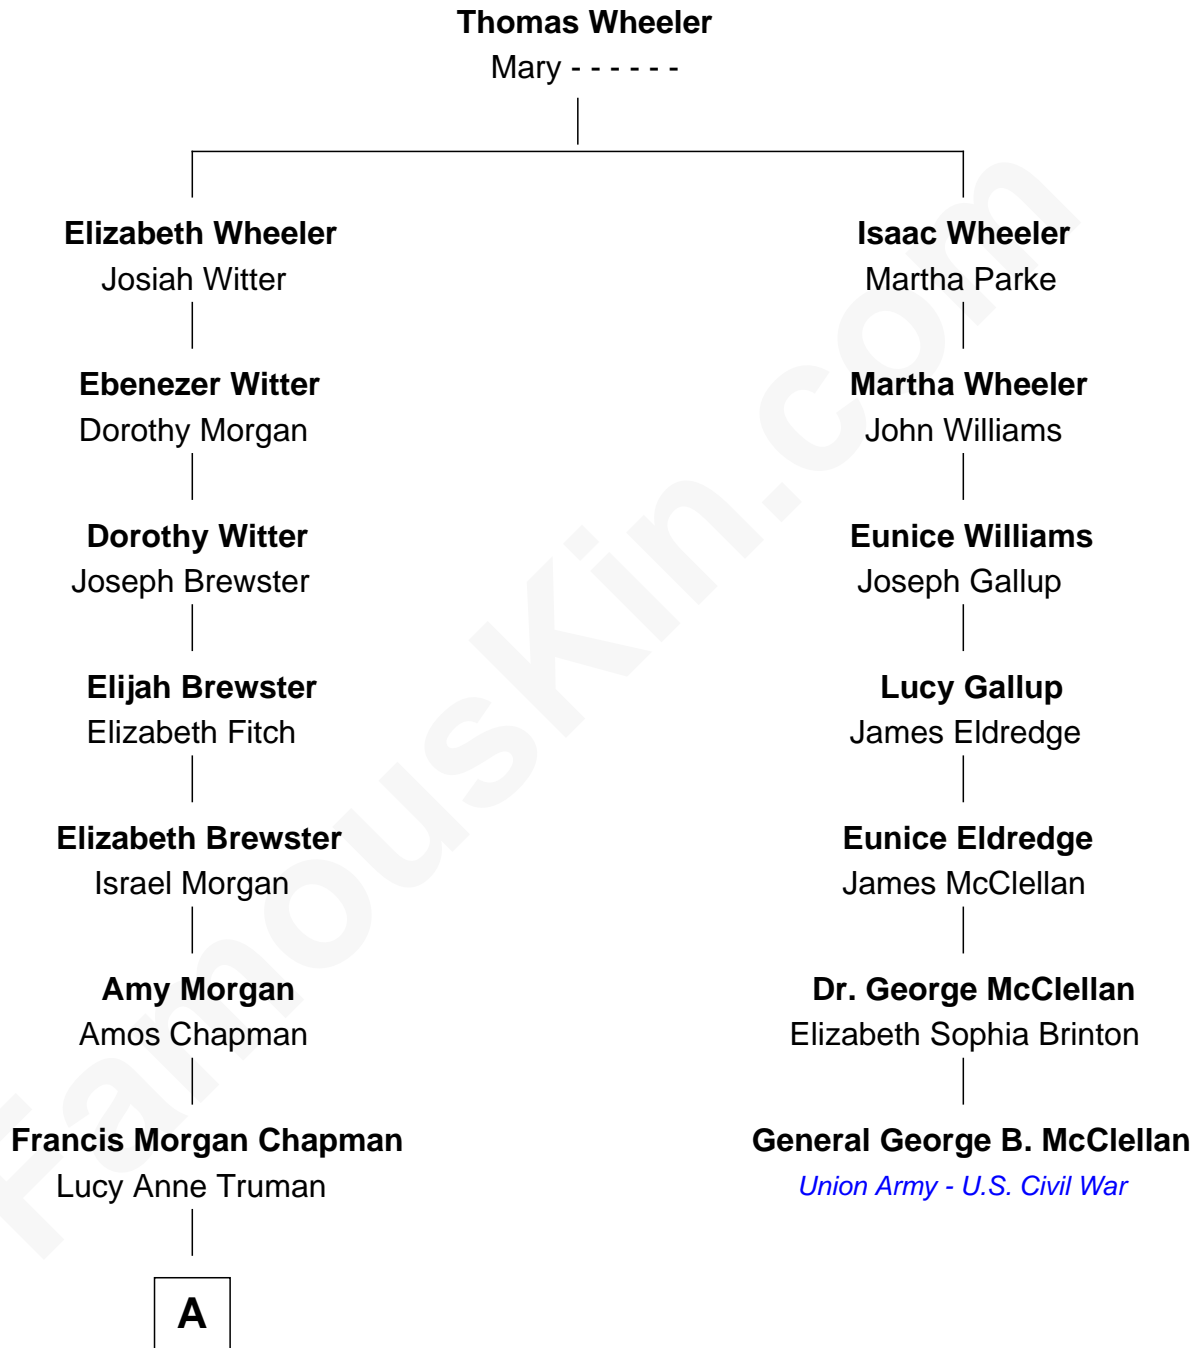 Thomas Wheeler
Mary - - - - - -
Elizabeth Wheeler
Josiah Witter
Isaac Wheeler
Martha Parke
Ebenezer Witter
Dorothy Morgan
Martha Wheeler
John Williams
Dorothy Witter
Joseph Brewster
Eunice Williams
Joseph Gallup
Elijah Brewster
Elizabeth Fitch
Lucy Gallup
James Eldredge
Elizabeth Brewster
Israel Morgan
Eunice Eldredge
James McClellan
Amy Morgan
Amos Chapman
Dr. George McClellan
Elizabeth Sophia Brinton
Francis Morgan Chapman
Lucy Anne Truman
General George B. McClellan
Union Army - U.S. Civil War
A
FamousKin.com